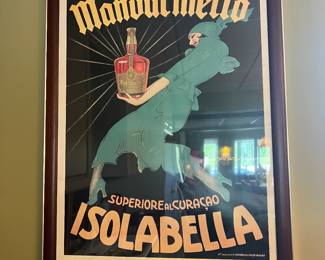 Mandarinetto
SUPERIORE AL CURAÇAO
ISOLABELLA